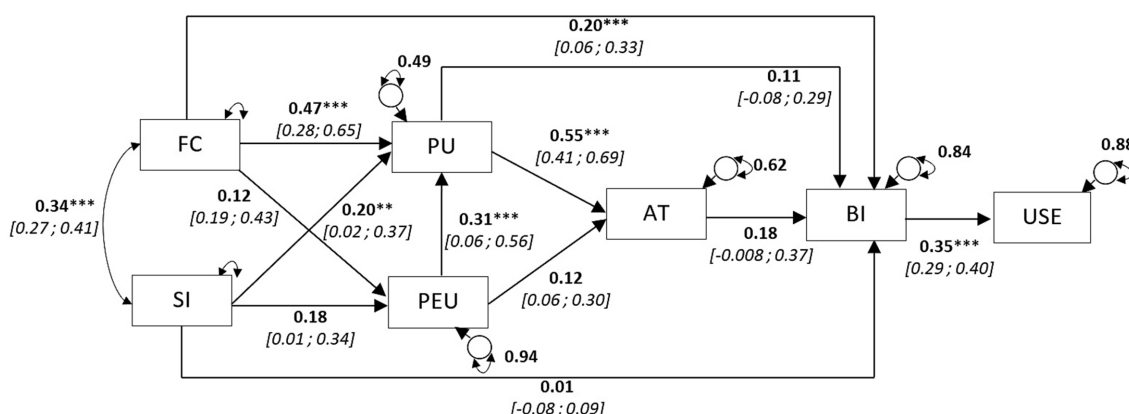 0.20***
[0.06 ; 0.33]
0.49
0.11
[-0.08 ; 0.29]
0.47***
[0.28 ; 0.65]
FC
PU
0.55***
[0.41 ; 0.69]
0.62
0.84
0.88
0.12
[0.19 ; 0.43]
0.34***
[0.27 ; 0.41]
0.20**
[0.02 ; 0.37]
0.31***
[0.06 ; 0.56]
AT
BI
USE
0.18
[-0.008 ; 0.37]
0.35***
[0.29 ; 0.40]
SI
PEU
0.12
[0.06 ; 0.30]
0.18
[0.01 ; 0.34]
0.94
0.01
[-0.08 ; 0.09]